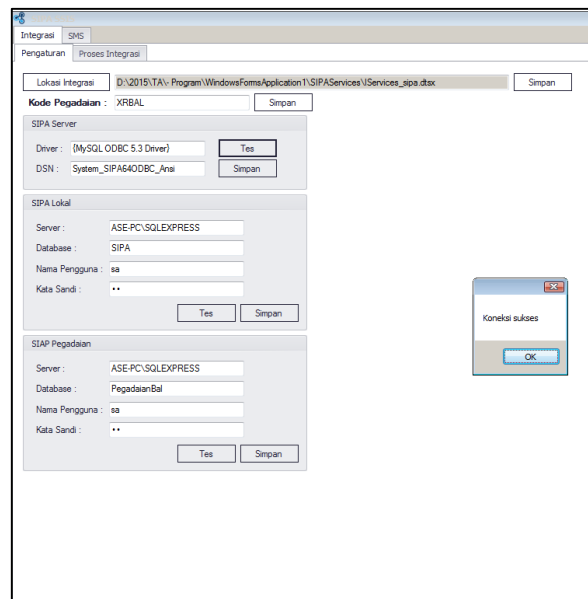 Integrasi SMS
Pengaturan Proses Integrasi
Lokasi Integrasi D:\2015\TA\- Program\WindowsFormsApplication1\SIPAServices\IServices_sipa.dtsx Simpan
Kode Pegadaian : XRBAL Simpan
SIPA Server
Driver : {MySQL ODBC 5.3 Driver} Tes
DSN : System_SIPA64ODBC_Ansi Simpan
SIPA Lokal
Server : ASE-PC\SQLEXPRESS
Database : SIPA
Nama Pengguna : sa
Kata Sandi : ••
Tes Simpan
SIAP Pegadaian
Server : ASE-PC\SQLEXPRESS
Database : PegadaianBal
Nama Pengguna : sa
Kata Sandi : ••
Tes Simpan
Koneksi sukses
OK